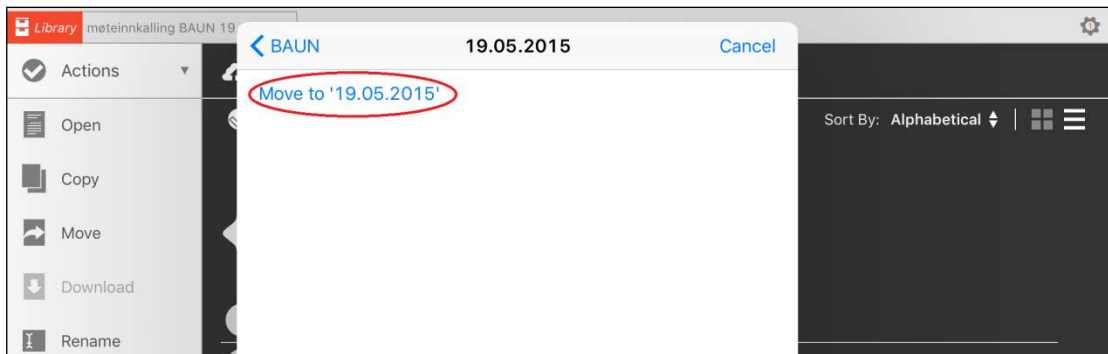 Library møteinnkalling BAUN 19
BAUN 19.05.2015 Cancel
Actions
Move to '19.05.2015'
Open
Sort By: Alphabetical
Copy
Move
Download
Rename